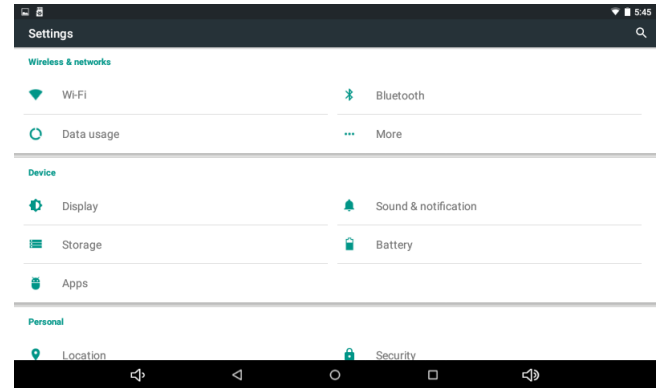 5:45
Settings
Wireless & networks
Wi-Fi
Bluetooth
Data usage
More
Device
Display
Sound & notification
Storage
Battery
Apps
Personal
Location
Security